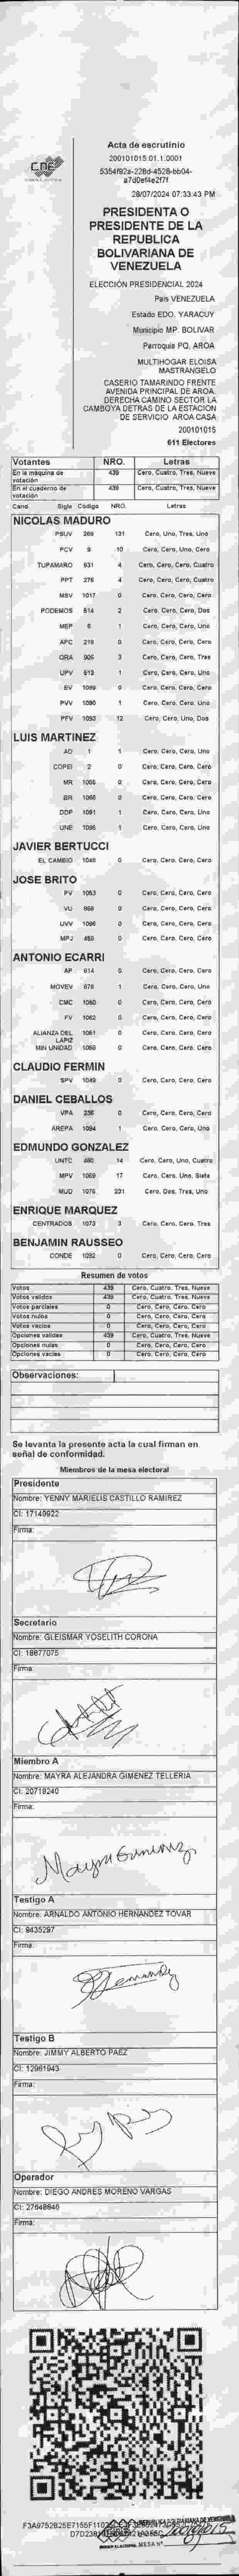 CNE
Acta de escrutinio
200101015.01.1.0001
5354f92a-228d-4528-bb04-
a7d0ef4e2f7f
28/07/2024 07:33:43 PM
PRESIDENTA O
PRESIDENTE DE LA
REPUBLICA
BOLIVARIANA DE
VENEZUELA
ELECCIÓN PRESIDENCIAL 2024
País VENEZUELA
Estado EDO. YARACUY
Municipio MP. BOLIVAR
Parroquia PQ. AROA
MULTIHOGAR ELOISA
MASTRANGELO
CASERIO TAMARINDO FRENTE
AVENIDA PRINCIPAL DE AROA.
DERECHA CAMINO SECTOR LA
CAMBOYA DETRAS DE LA ESTACION
DE SERVICIO AROA CASA
200101015
611 Electores
Votantes NRO. Letras
En la máquina de votación 439 Cero, Cuatro, Tres, Nueve
En el cuaderno de votación 439 Cero, Cuatro, Tres, Nueve
Cand. Sigla Código NRO. Letras
NICOLAS MADURO
PSUV 269 131 Cero, Uno, Tres, Uno
PCV 9 10 Cero, Cero, Uno, Cero
TUPAMARO 931 4 Cero, Cero, Cero, Cuatro
PPT 276 4 Cero, Cero, Cero, Cuatro
MSV 1017 0 Cero, Cero, Cero, Cero
PODEMOS 514 2 Cero, Cero, Cero, Dos
MEP 6 1 Cero, Cero, Cero, Uno
APC 219 0 Cero, Cero, Cero, Cero
ORA 905 3 Cero, Cero, Cero, Tres
UPV 513 1 Cero, Cero, Cero, Uno
EV 1089 0 Cero, Cero, Cero, Cero
PVV 1090 1 Cero, Cero, Cero, Uno
PFV 1093 12 Cero, Cero, Uno, Dos
LUIS MARTINEZ
AD 1 1 Cero, Cero, Cero, Uno
COPEI 2 0 Cero, Cero, Cero, Cero
MR 1066 0 Cero, Cero, Cero, Cero
BR 1068 0 Cero, Cero, Cero, Cero
DDP 1091 1 Cero, Cero, Cero, Uno
UNE 1095 1 Cero, Cero, Cero, Uno
JAVIER BERTUCCI
EL CAMBIO 1048 0 Cero, Cero, Cero, Cero
JOSE BRITO
PV 1053 0 Cero, Cero, Cero, Cero
VU 868 0 Cero, Cero, Cero, Cero
UVV 1096 0 Cero, Cero, Cero, Cero
MPJ 458 0 Cero, Cero, Cero, Cero
ANTONIO ECARRI
AP 614 0 Cero, Cero, Cero, Cero
MOVEV 878 1 Cero, Cero, Cero, Uno
CMC 1060 0 Cero, Cero, Cero, Cero
FV 1062 0 Cero, Cero, Cero, Cero
ALIANZA DEL LAPIZ 1051 0 Cero, Cero, Cero, Cero
MIN UNIDAD 1088 0 Cero, Cero, Cero, Cero
CLAUDIO FERMIN
SPV 1049 0 Cero, Cero, Cero, Cero
DANIEL CEBALLOS
VPA 236 0 Cero, Cero, Cero, Cero
AREPA 1094 1 Cero, Cero, Cero, Uno
EDMUNDO GONZALEZ
UNTC 460 14 Cero, Cero, Uno, Cuatro
MPV 1069 17 Cero, Cero, Uno, Siete
MUD 1076 231 Cero, Dos, Tres, Uno
ENRIQUE MARQUEZ
CENTRADOS 1073 3 Cero, Cero, Cero, Tres
BENJAMIN RAUSSEO
CONDE 1092 0 Cero, Cero, Cero, Cero
Resumen de votos
Votos 439 Cero, Cuatro, Tres, Nueve
Votos validos 439 Cero, Cuatro, Tres, Nueve
Votos parciales 0 Cero, Cero, Cero, Cero
Votos nulos 0 Cero, Cero, Cero, Cero
Votos vacios 0 Cero, Cero, Cero, Cero
Opciones validas 439 Cero, Cuatro, Tres, Nueve
Opciones nulas 0 Cero, Cero, Cero, Cero
Opciones vacias 0 Cero, Cero, Cero, Cero
Observaciones:
Se levanta la presente acta la cual firman en
señal de conformidad.
Miembros de la mesa electoral
Presidente
Nombre: YENNY MARIELIS CASTILLO RAMIREZ
CI: 17149922
Firma:
Secretario
Nombre: GLEISMAR YOSELITH CORONA
CI: 18877075
Firma:
Miembro A
Nombre: MAYRA ALEJANDRA GIMENEZ TELLERIA
CI: 20719240
Firma:
Mayra Gimenez
Testigo A
Nombre: ARNALDO ANTONIO HERNANDEZ TOVAR
CI: 9435297
Firma:
Testigo B
Nombre: JIMMY ALBERTO PAEZ
CI: 12961943
Firma:
Operador
Nombre: DIEGO ANDRES MORENO VARGAS
CI: 27648846
Firma:
REPUBLICA BOLIVARIANA DE VENEZUELA
MESA Nº